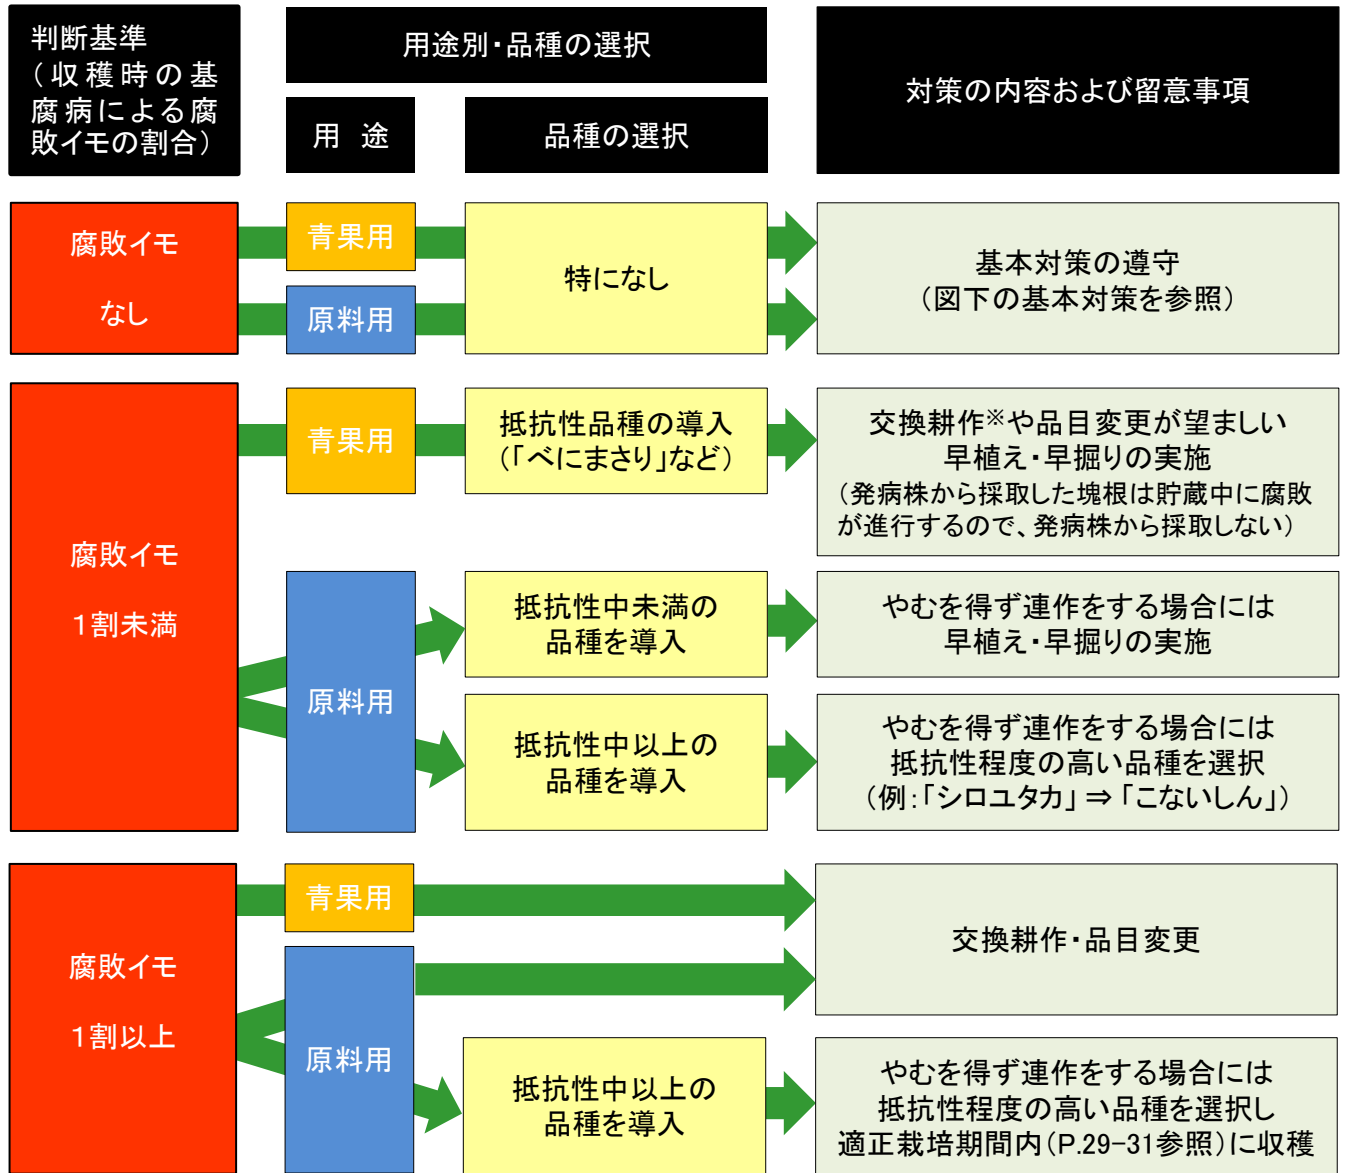 判断基準
（収穫時の基
腐病による腐
敗イモの割合）
用途別・品種の選択
用　途
品種の選択
対策の内容および留意事項
腐敗イモ
なし
青果用
原料用
特になし
基本対策の遵守
（図下の基本対策を参照）
腐敗イモ
１割未満
青果用
抵抗性品種の導入
（「べにまさり」など）
交換耕作※や品目変更が望ましい
早植え・早掘りの実施
（発病株から採取した塊根は貯蔵中に腐敗
が進行するので、発病株から採取しない）
原料用
抵抗性中未満の
品種を導入
やむを得ず連作をする場合には
早植え・早掘りの実施
抵抗性中以上の
品種を導入
やむを得ず連作をする場合には
抵抗性程度の高い品種を選択
（例：「シロユタカ」 ⇒ 「こないしん」）
腐敗イモ
１割以上
青果用
交換耕作・品目変更
原料用
抵抗性中以上の
品種を導入
やむを得ず連作をする場合には
抵抗性程度の高い品種を選択し
適正栽培期間内（P.29-31参照）に収穫